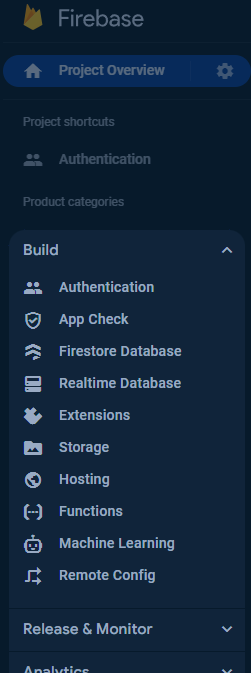 Firebase
Project Overview
Project shortcuts
Authentication
Product categories
Build
Authentication
App Check
Firestore Database
Realtime Database
Extensions
Storage
Hosting
Functions
Machine Learning
Remote Config
Release & Monitor
Analytics